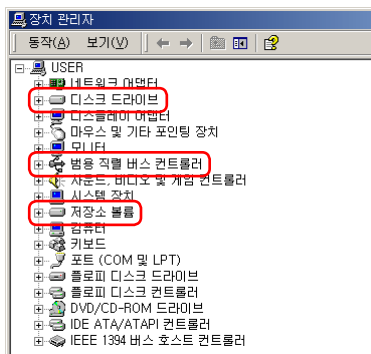 장치 관리자
동작(A) 보기(V)
USER
네트워크 어댑터
디스크 드라이브
디스플레이 어댑터
마우스 및 기타 포인팅 장치
모니터
범용 직렬 버스 컨트롤러
사운드, 비디오 및 게임 컨트롤러
시스템 장치
저장소 볼륨
컴퓨터
키보드
포트 (COM 및 LPT)
플로피 디스크 드라이브
플로피 디스크 컨트롤러
DVD/CD-ROM 드라이브
IDE ATA/ATAPI 컨트롤러
IEEE 1394 버스 호스트 컨트롤러